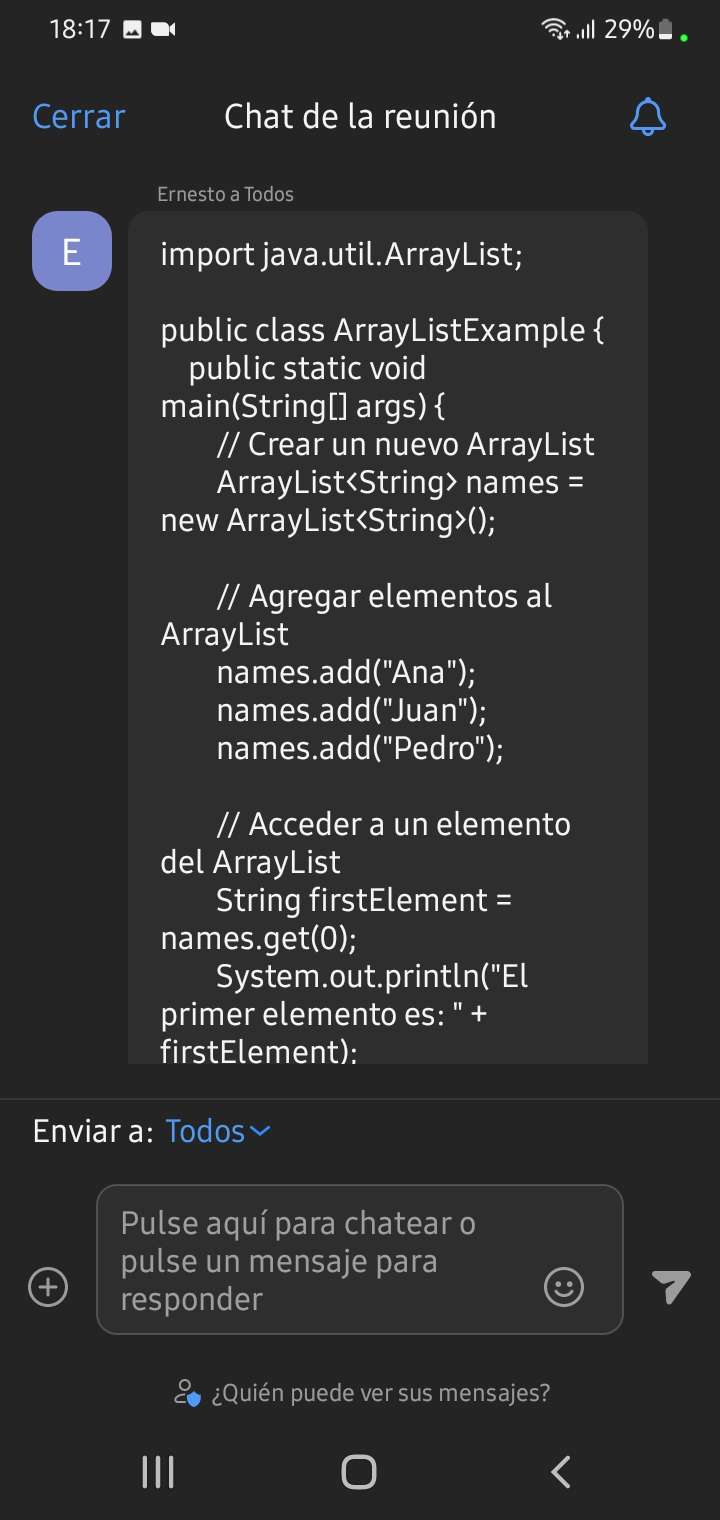 18:17
29%
Cerrar
Chat de la reunión
Ernesto a Todos
E
import java.util.ArrayList;
public class ArrayListExample {
public static void
main(String[] args) {
// Crear un nuevo ArrayList
ArrayList<String> names =
new ArrayList<String>();
// Agregar elementos al
ArrayList
names.add("Ana");
names.add("Juan");
names.add("Pedro");
// Acceder a un elemento
del ArrayList
String firstElement =
names.get(0);
System.out.println("El
primer elemento es: " +
firstElement);
Enviar a: Todos
Pulse aquí para chatear o
pulse un mensaje para
responder
¿Quién puede ver sus mensajes?